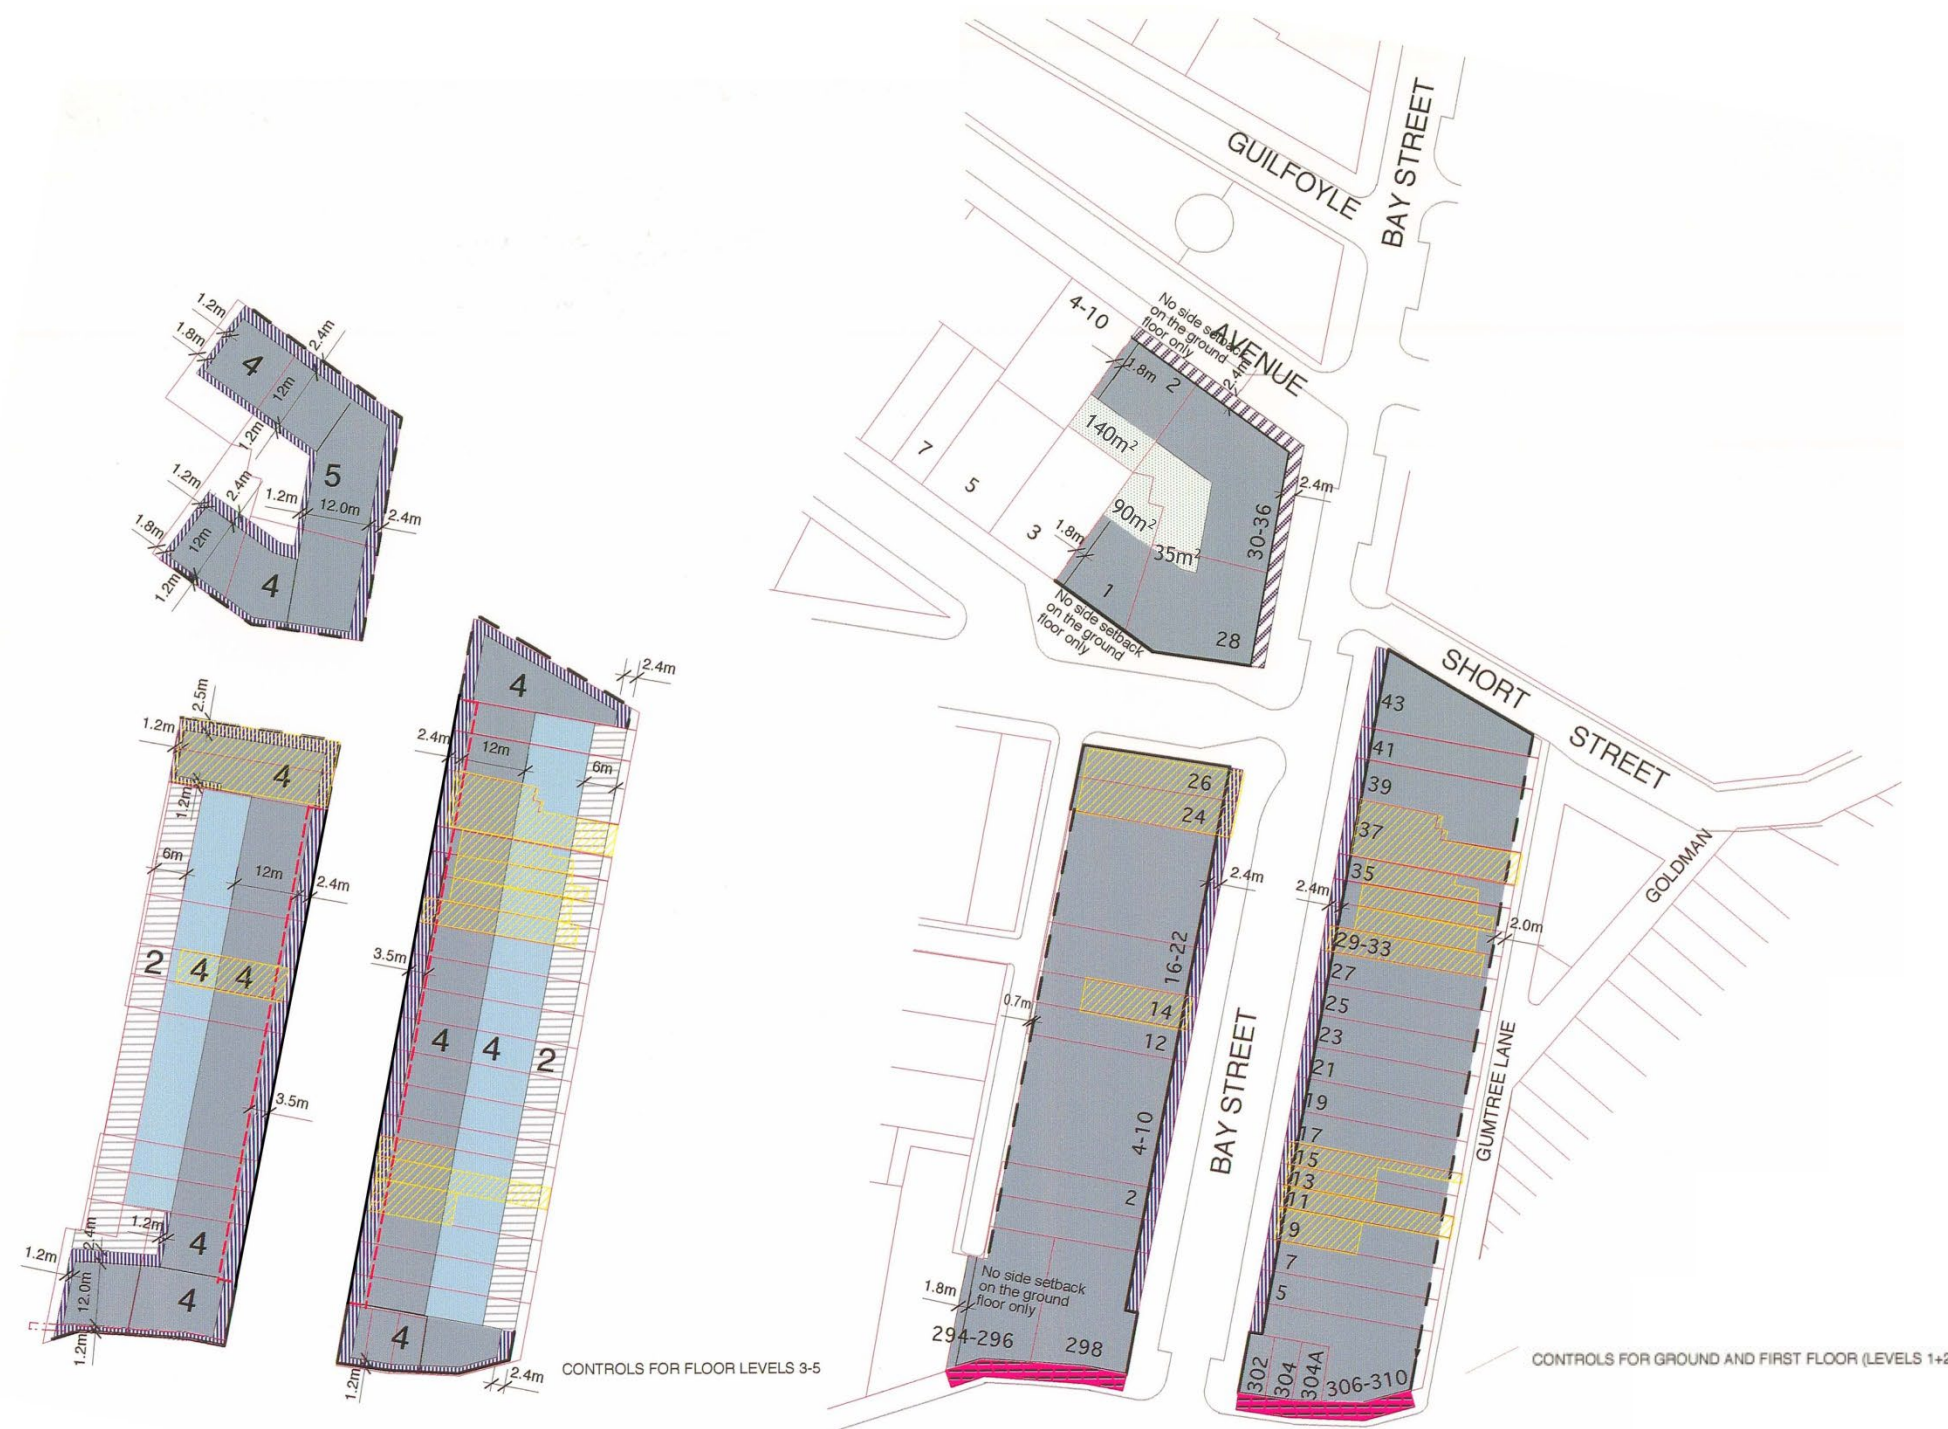 1.2m
1.8m
2.4m
4
12m
1.2m
5
1.2m
2.4m
1.2m
12.0m
2.4m
1.8m
12m
4
1.2m
2.5m
1.2m
4
1.2m
6m
12m
2.4m
2
4
4
3.5m
2.4m
1.2m
4
1.2m
12.0m
4
1.2m
4
2.4m
2.4m
12m
6m
3.5m
4
4
2
4
1.2m
2.4m
CONTROLS FOR FLOOR LEVELS 3-5
GUILFOYLE
AVENUE
BAY STREET
4-10
No side setback
on the ground
floor only
1.8m
2
2.4m
140m²
7
5
3
90m²
35m²
30-36
2.4m
1.8m
1
28
No side setback
on the ground
floor only
SHORT
STREET
GOLDMAN
GUMTREE LANE
BAY STREET
26
24
2.4m
16-22
0.7m
14
12
4-10
2
No side setback
on the ground
floor only
1.8m
294-296
298
43
41
39
37
35
2.4m
2.0m
29-33
27
25
23
21
19
17
15
13
11
9
7
5
302
304
304A
306-310
CONTROLS FOR GROUND AND FIRST FLOOR (LEVELS 1+2